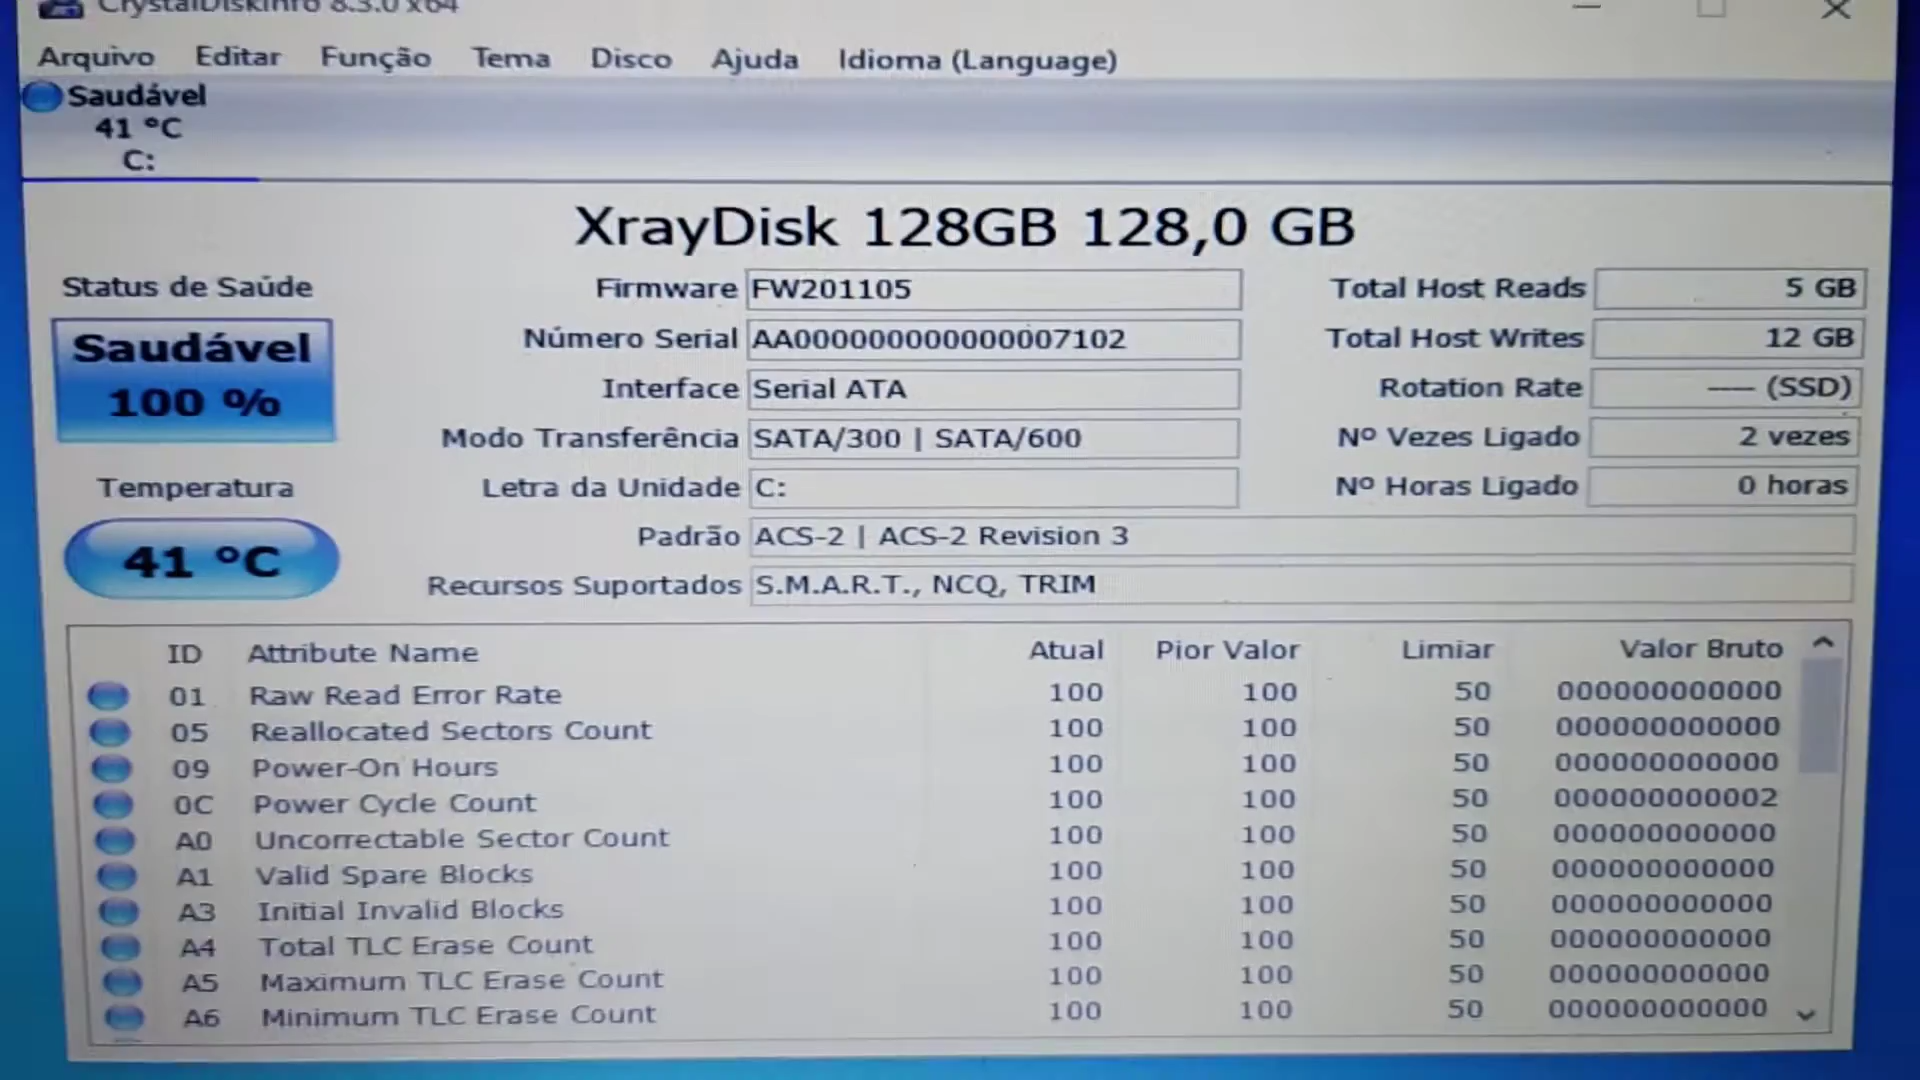 CrystalDiskInfo 8.3.0 x64
Arquivo Editar Função Tema Disco Ajuda Idioma (Language)
Saudável
41 °C
C:
XrayDisk 128GB 128,0 GB
Status de Saúde
Saudável
100 %
Temperatura
41 °C
Firmware FW201105
Número Serial AA000000000000007102
Interface Serial ATA
Modo Transferência SATA/300 | SATA/600
Letra da Unidade C:
Padrão ACS-2 | ACS-2 Revision 3
Recursos Suportados S.M.A.R.T., NCQ, TRIM
Total Host Reads 5 GB
Total Host Writes 12 GB
Rotation Rate ---- (SSD)
Nº Vezes Ligado 2 vezes
Nº Horas Ligado 0 horas
ID Attribute Name Atual Pior Valor Limiar Valor Bruto
01 Raw Read Error Rate 100 100 50 000000000000
05 Reallocated Sectors Count 100 100 50 000000000000
09 Power-On Hours 100 100 50 000000000000
0C Power Cycle Count 100 100 50 000000000002
A0 Uncorrectable Sector Count 100 100 50 000000000000
A1 Valid Spare Blocks 100 100 50 000000000000
A3 Initial Invalid Blocks 100 100 50 000000000000
A4 Total TLC Erase Count 100 100 50 000000000000
A5 Maximum TLC Erase Count 100 100 50 000000000000
A6 Minimum TLC Erase Count 100 100 50 000000000000